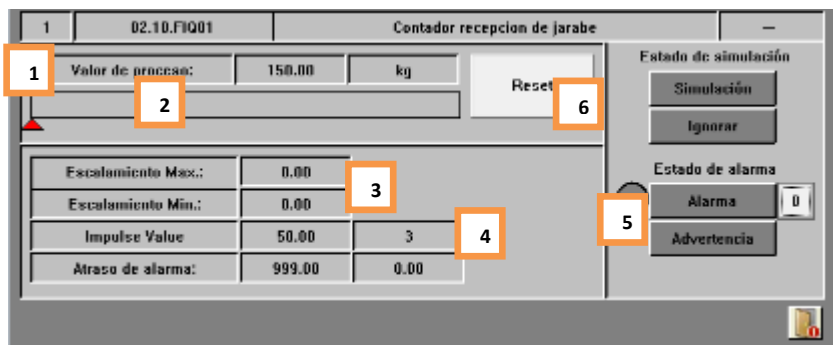 1 02.10.FIQ01 Contador recepcion de jarabe –
1 Valor de proceso: 150.00 kg
2
Reset
6
Escalamiento Max.: 0.00
Escalamiento Min.: 0.00
3
Impulse Value 50.00 3
4
Atraso de alarma: 999.00 0.00
Estado de simulación
Simulación
Ignorar
Estado de alarma
Alarma 0
5
Advertencia